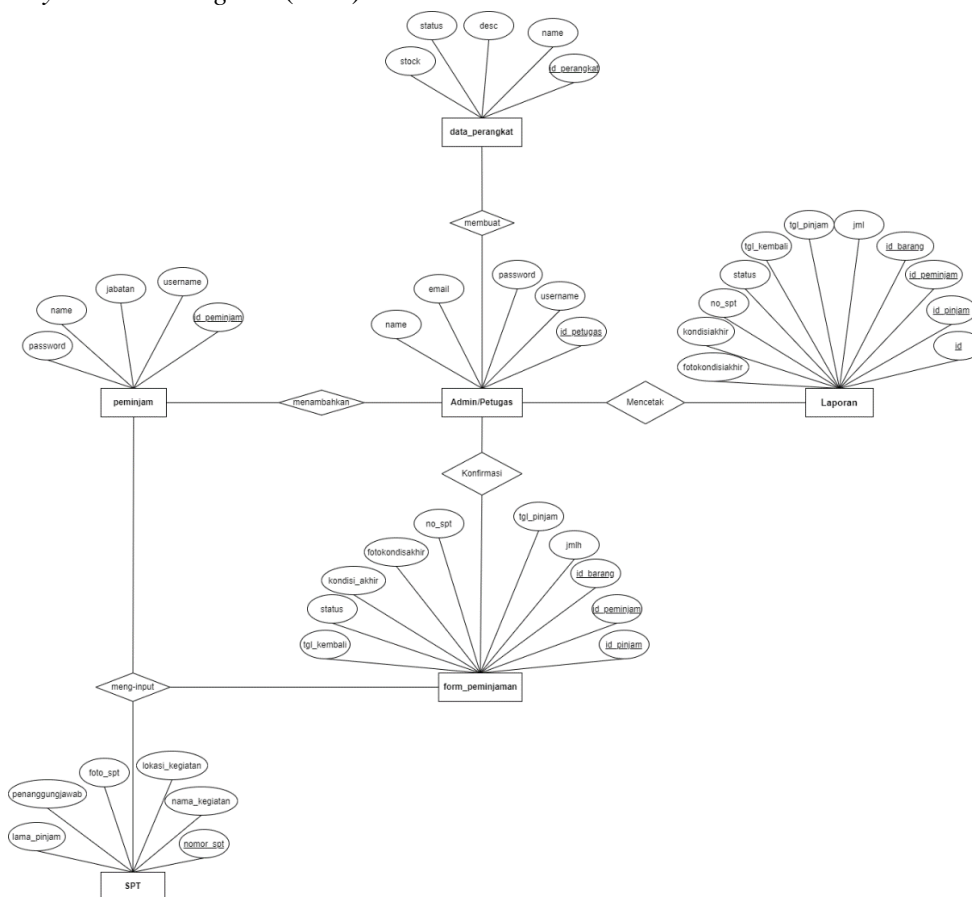 status
desc
name
stock
id_perangkat
data_perangkat
membuat
tgl_pinjam
jml
tgl_kembali
id_barang
status
id_peminjam
no_spt
id_pinjam
kondisiakhir
id
fotokondisiakhir
Laporan
jabatan
username
name
id_peminjam
password
peminjam
menambahkan
email
password
name
username
id_petugas
Admin/Petugas
Mencetak
Konfirmasi
no_spt
tgl_pinjam
fotokondisakhir
jmlh
kondisi_akhir
id_barang
status
id_peminjam
tgl_kembali
id_pinjam
form_peminjaman
meng-input
foto_spt
lokasi_kegiatan
penanggungjawab
nama_kegiatan
lama_pinjam
nomor_spt
SPT